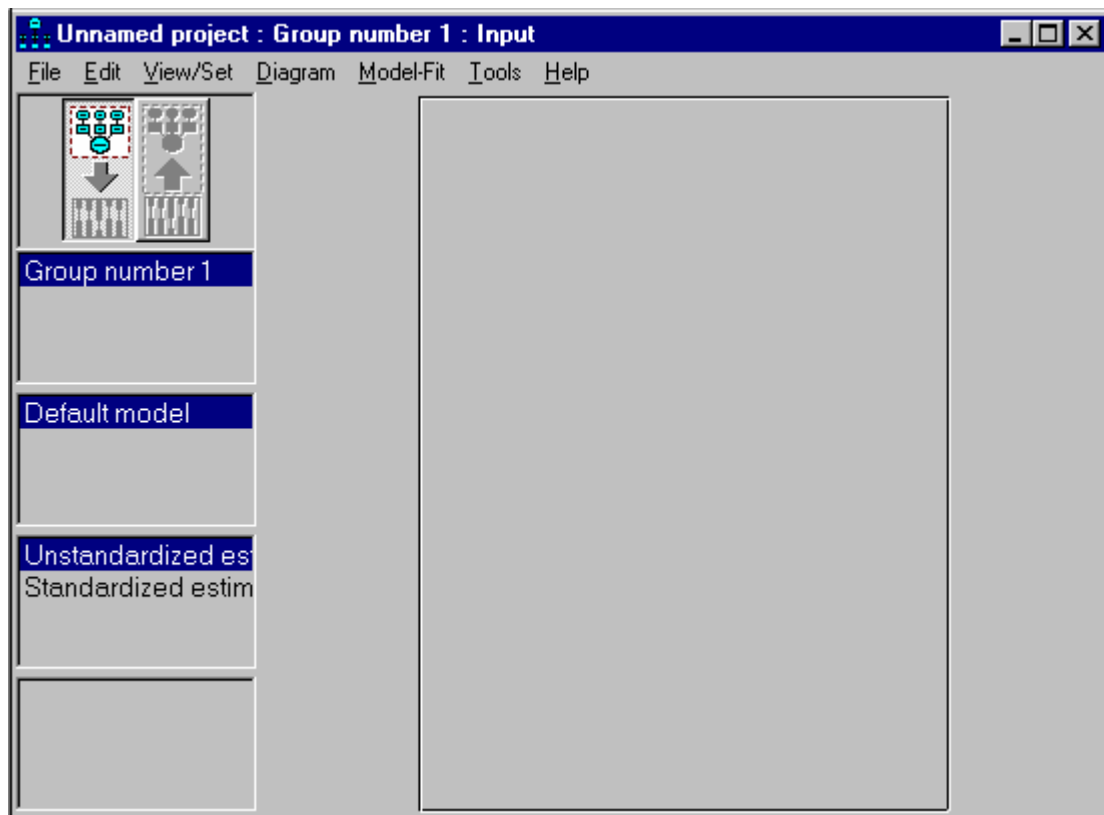 Unnamed project : Group number 1 : Input
File Edit View/Set Diagram Model-Fit Tools Help
Group number 1
Default model
Unstandardized es
Standardized estim